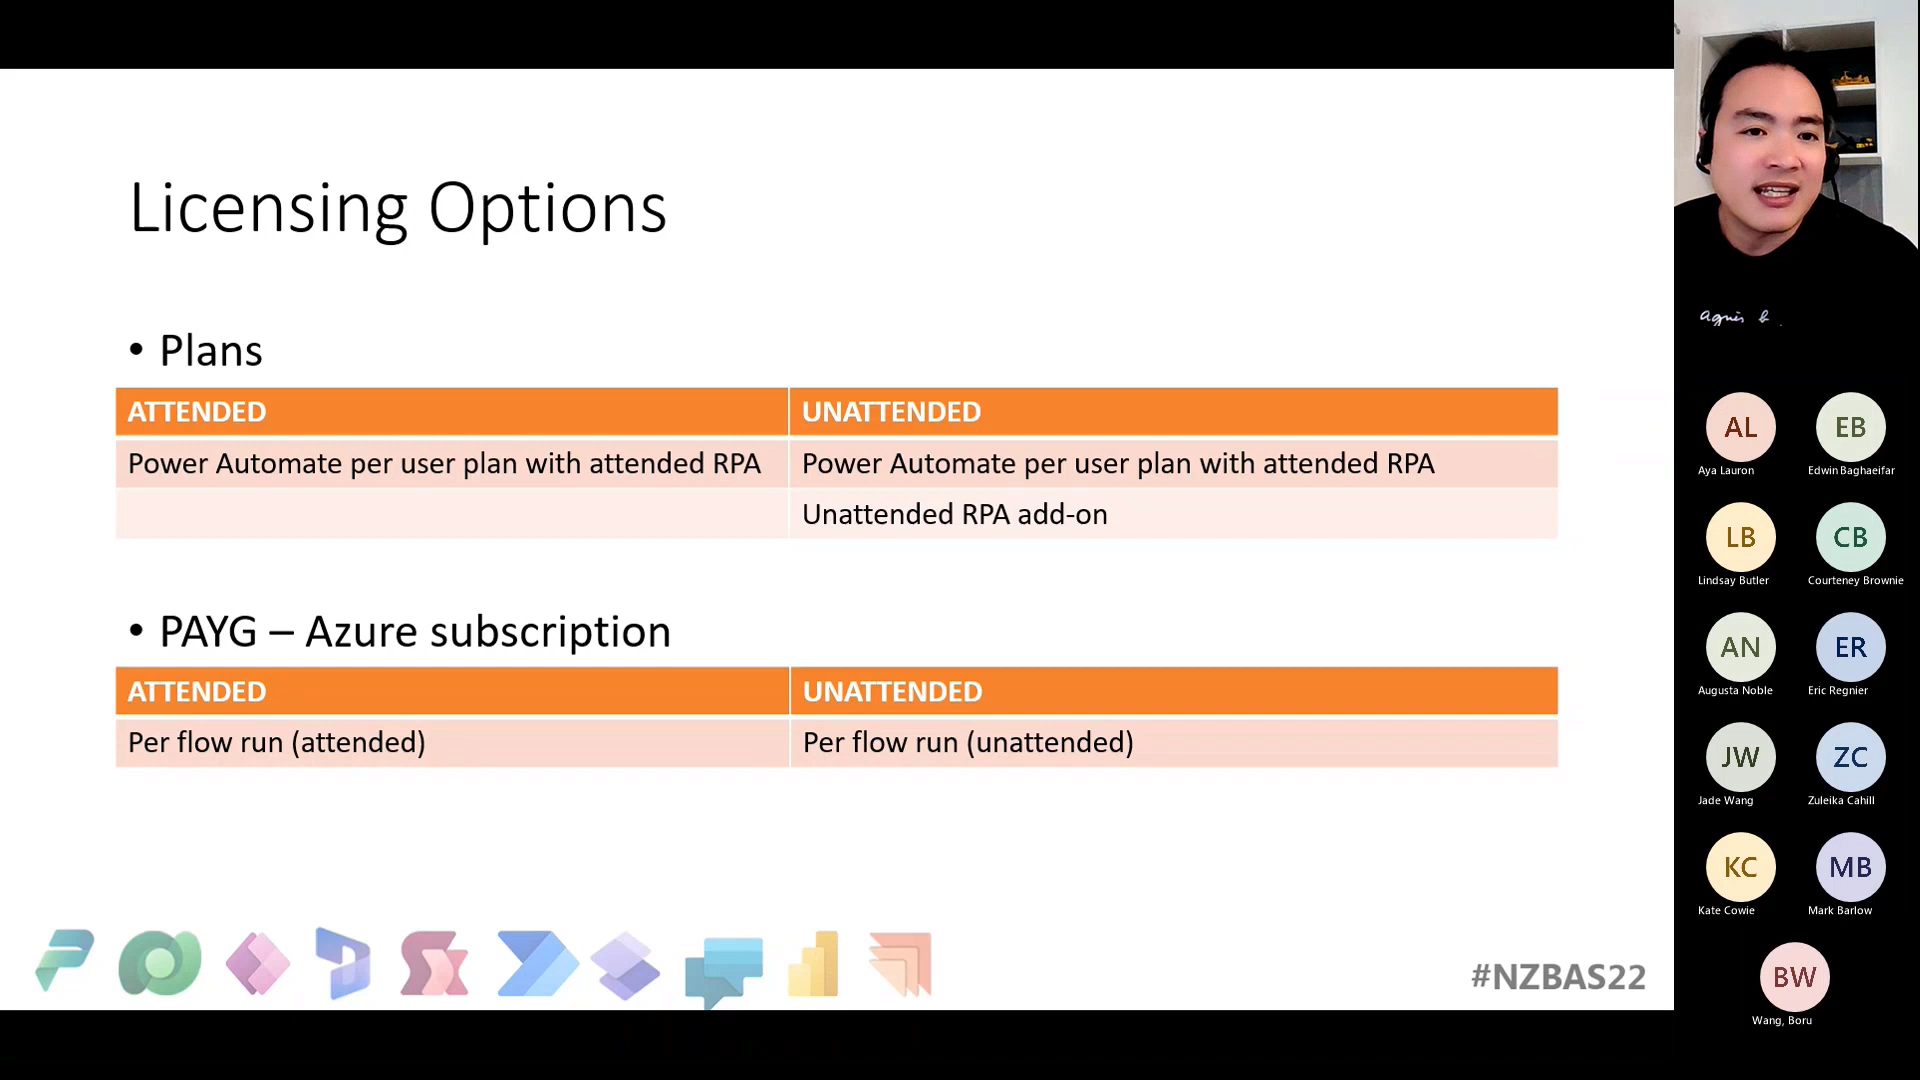 Licensing Options
• Plans
ATTENDED UNATTENDED
Power Automate per user plan with attended RPA Power Automate per user plan with attended RPA
Unattended RPA add-on
• PAYG – Azure subscription
ATTENDED UNATTENDED
Per flow run (attended) Per flow run (unattended)
#NZBAS22
agnès b.
AL EB
Aya Lauron Edwin Baghaeifar
LB CB
Lindsay Butler Courteney Brownie
AN ER
Augusta Noble Eric Regnier
JW ZC
Jade Wang Zuleika Cahill
KC MB
Kate Cowie Mark Barlow
BW
Wang, Boru